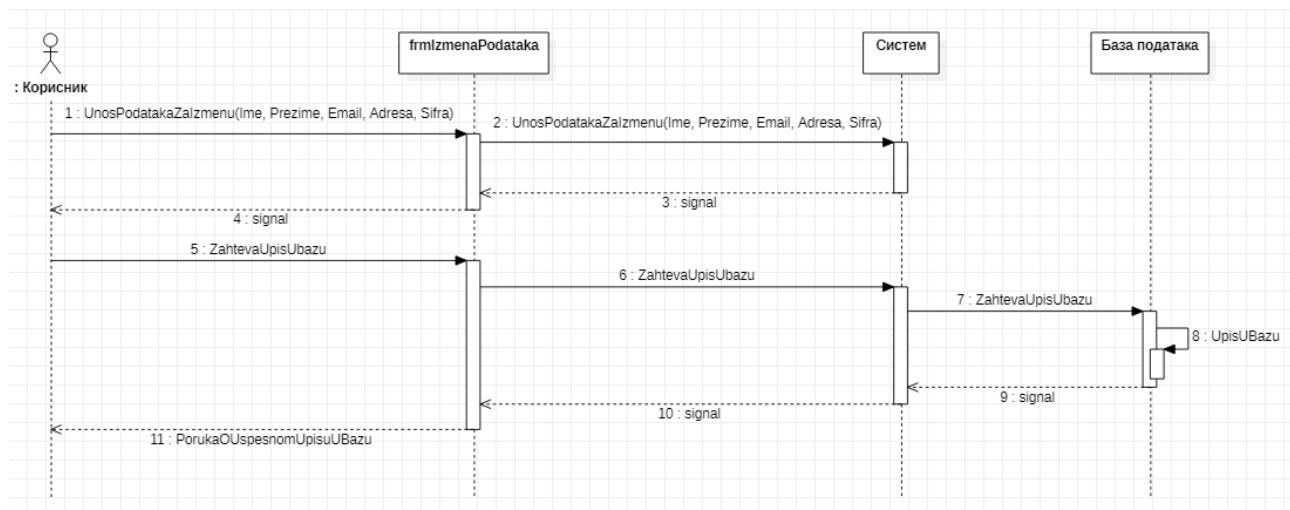 frmIzmenaPodataka
Систем
База података
: Корисник
1 : UnosPodatakaZaIzmenu(Ime, Prezime, Email, Adresa, Sifra)
2 : UnosPodatakaZaIzmenu(Ime, Prezime, Email, Adresa, Sifra)
3 : signal
4 : signal
5 : ZahtevaUpisUbazu
6 : ZahtevaUpisUbazu
7 : ZahtevaUpisUbazu
8 : UpisUBazu
9 : signal
10 : signal
11 : PorukaOUspesnomUpisuUBazu